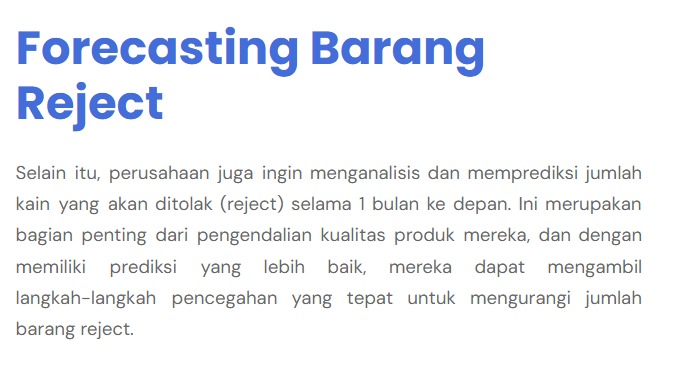 Forecasting Barang
Reject
Selain itu, perusahaan juga ingin menganalisis dan memprediksi jumlah
kain yang akan ditolak (reject) selama 1 bulan ke depan. Ini merupakan
bagian penting dari pengendalian kualitas produk mereka, dan dengan
memiliki prediksi yang lebih baik, mereka dapat mengambil
langkah-langkah pencegahan yang tepat untuk mengurangi jumlah
barang reject.